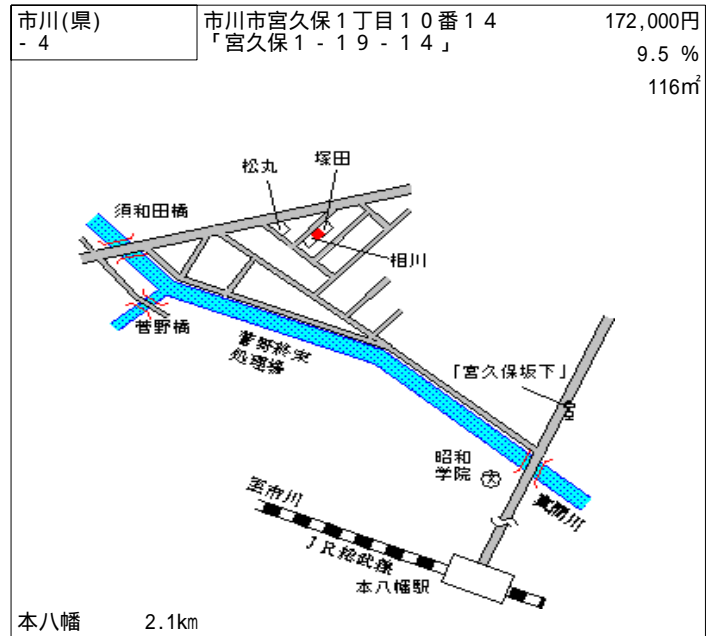 市川(県)
- 4
市川市宮久保１丁目１０番１４
「宮久保１‐１９‐１４」
172,000円
9.5 %
116㎡
松丸
塚田
須和田橋
相川
菅野橋
菅野終末
処理場
「宮久保坂下」
昭和
学院
真間川
至市川
ＪＲ総武線
本八幡駅
本八幡 2.1km